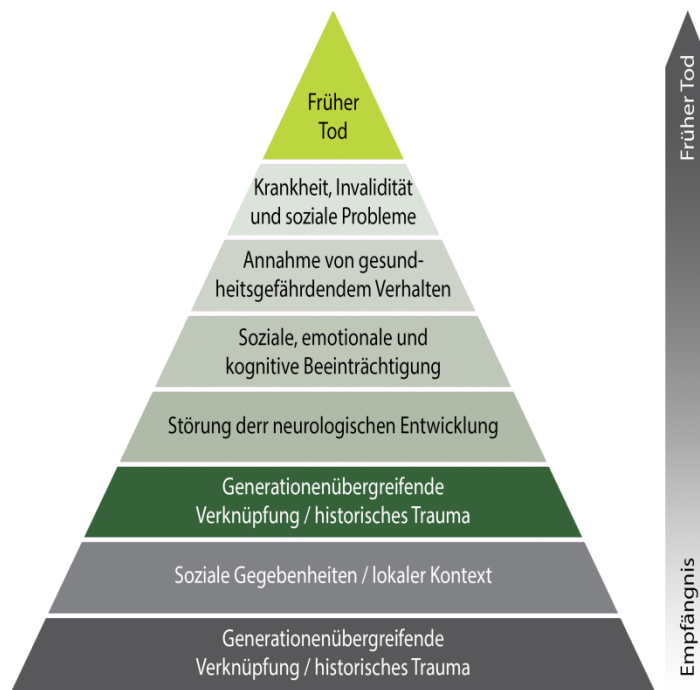 Früher
Tod
Krankheit, Invalidität
und soziale Probleme
Annahme von gesund-
heitsgefährdendem Verhalten
Soziale, emotionale und
kognitive Beeinträchtigung
Störung derr neurologischen Entwicklung
Generationenübergreifende
Verknüpfung / historisches Trauma
Soziale Gegebenheiten / lokaler Kontext
Generationenübergreifende
Verknüpfung / historisches Trauma
Früher Tod
Empfängnis